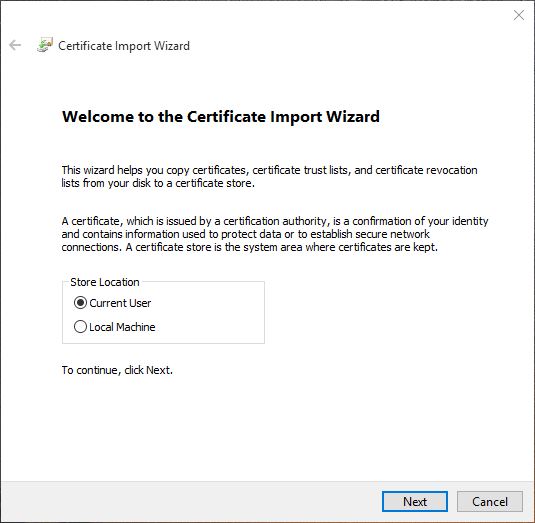 Certificate Import Wizard
Welcome to the Certificate Import Wizard
This wizard helps you copy certificates, certificate trust lists, and certificate revocation
lists from your disk to a certificate store.
A certificate, which is issued by a certification authority, is a confirmation of your identity
and contains information used to protect data or to establish secure network
connections. A certificate store is the system area where certificates are kept.
Store Location
Current User
Local Machine
To continue, click Next.
Next
Cancel